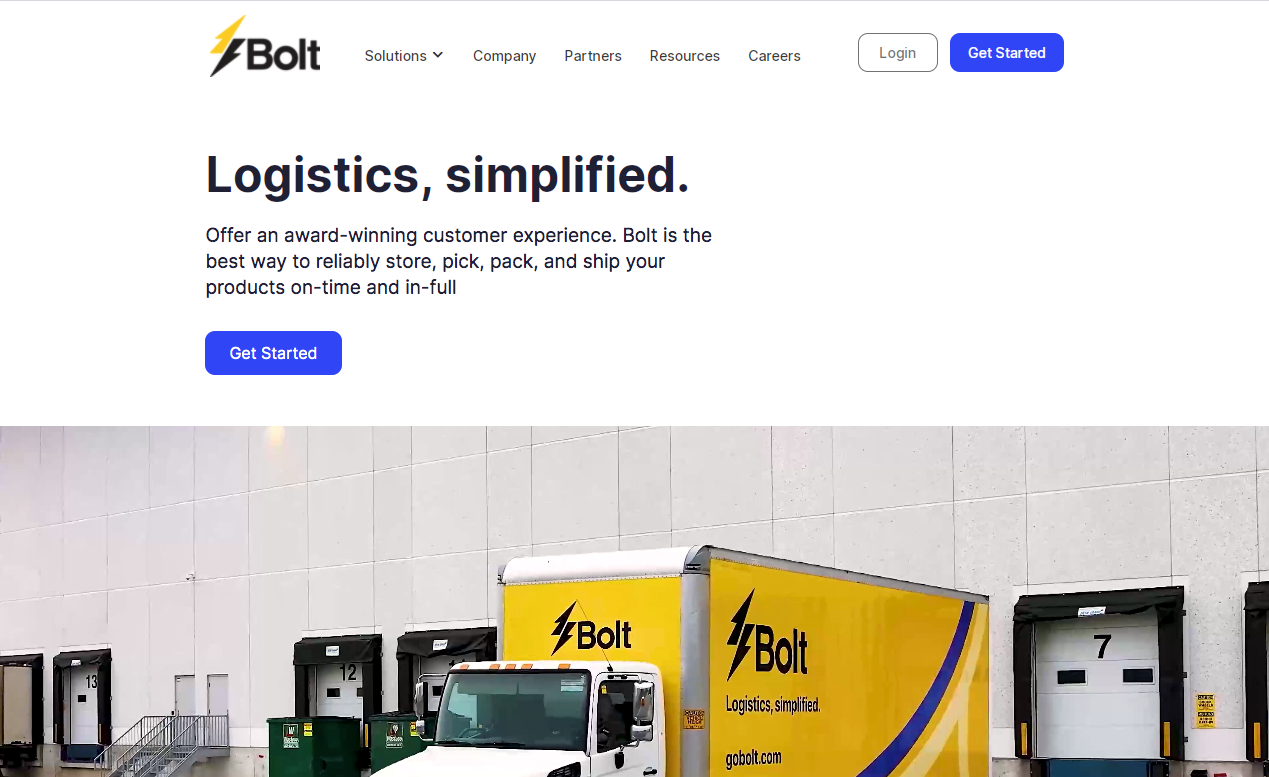 Bolt
Solutions
Company
Partners
Resources
Careers
Login
Get Started
Logistics, simplified.
Offer an award-winning customer experience. Bolt is the
best way to reliably store, pick, pack, and ship your
products on-time and in-full
Get Started
13
12
7
Bolt
Bolt
Logistics, simplified.
gobolt.com